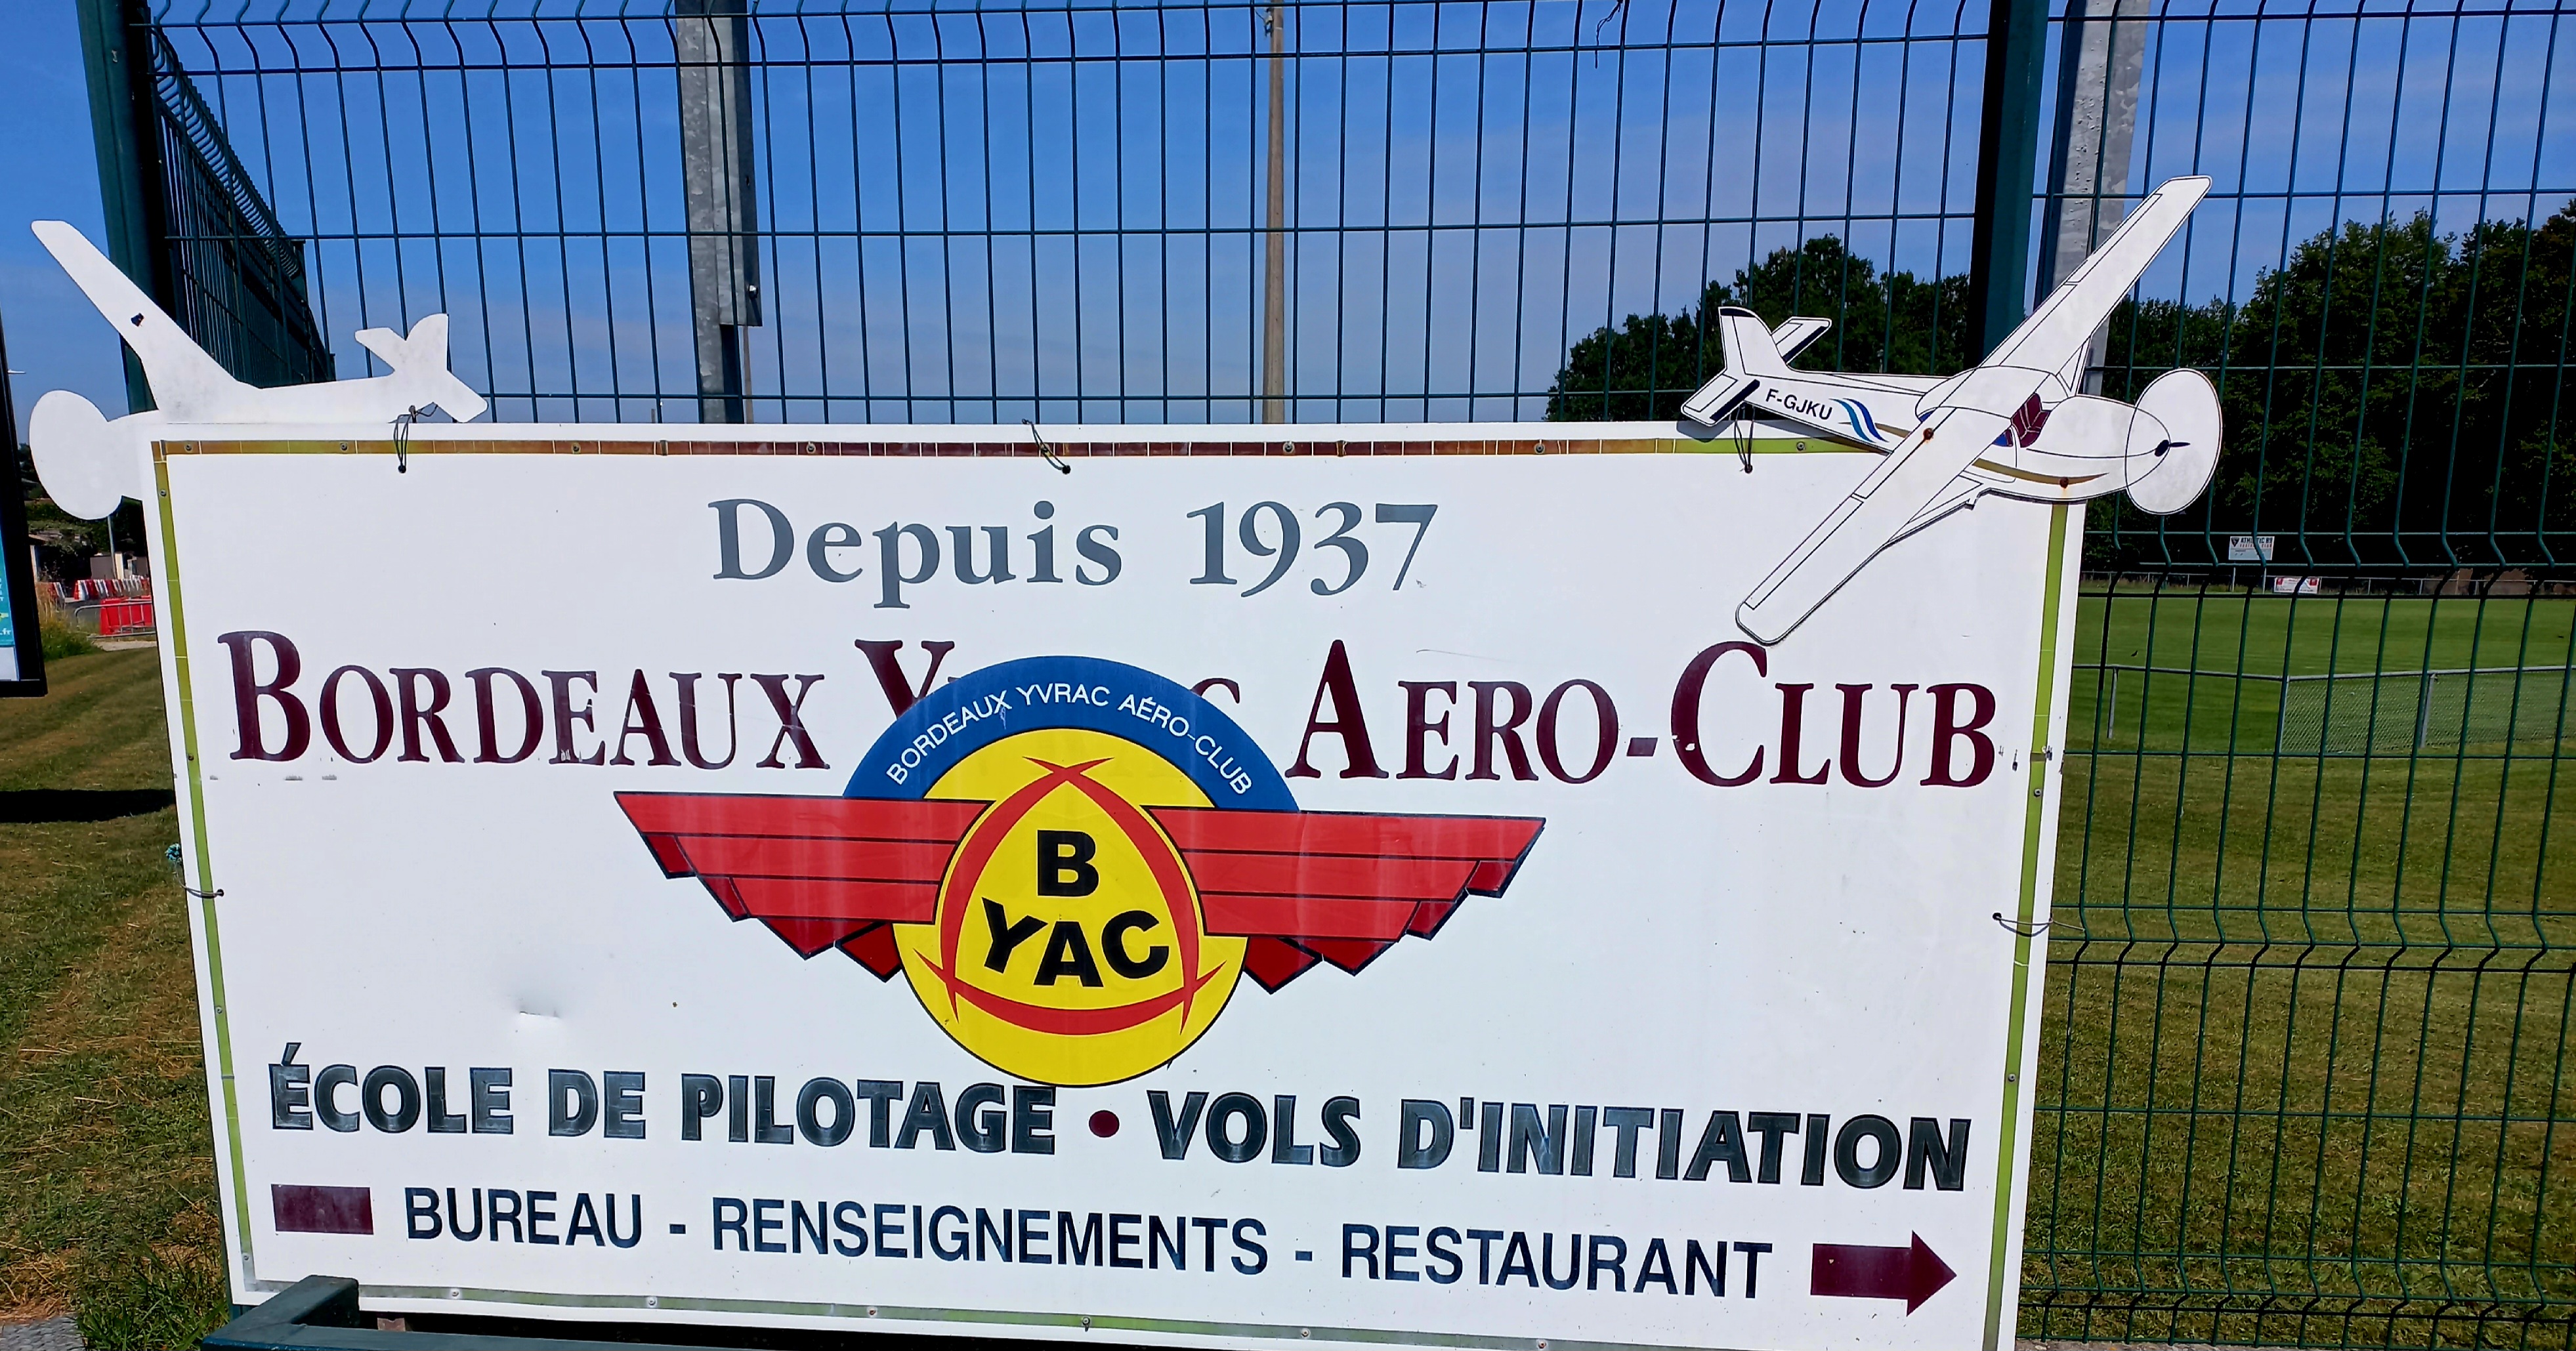 F-GJKU
Depuis 1937
BORDEAUX Y C AERO-CLUB
BORDEAUX YVRAC AÉRO-CLUB
B
YAC
ÉCOLE DE PILOTAGE • VOLS D'INITIATION
BUREAU - RENSEIGNEMENTS - RESTAURANT
.fr